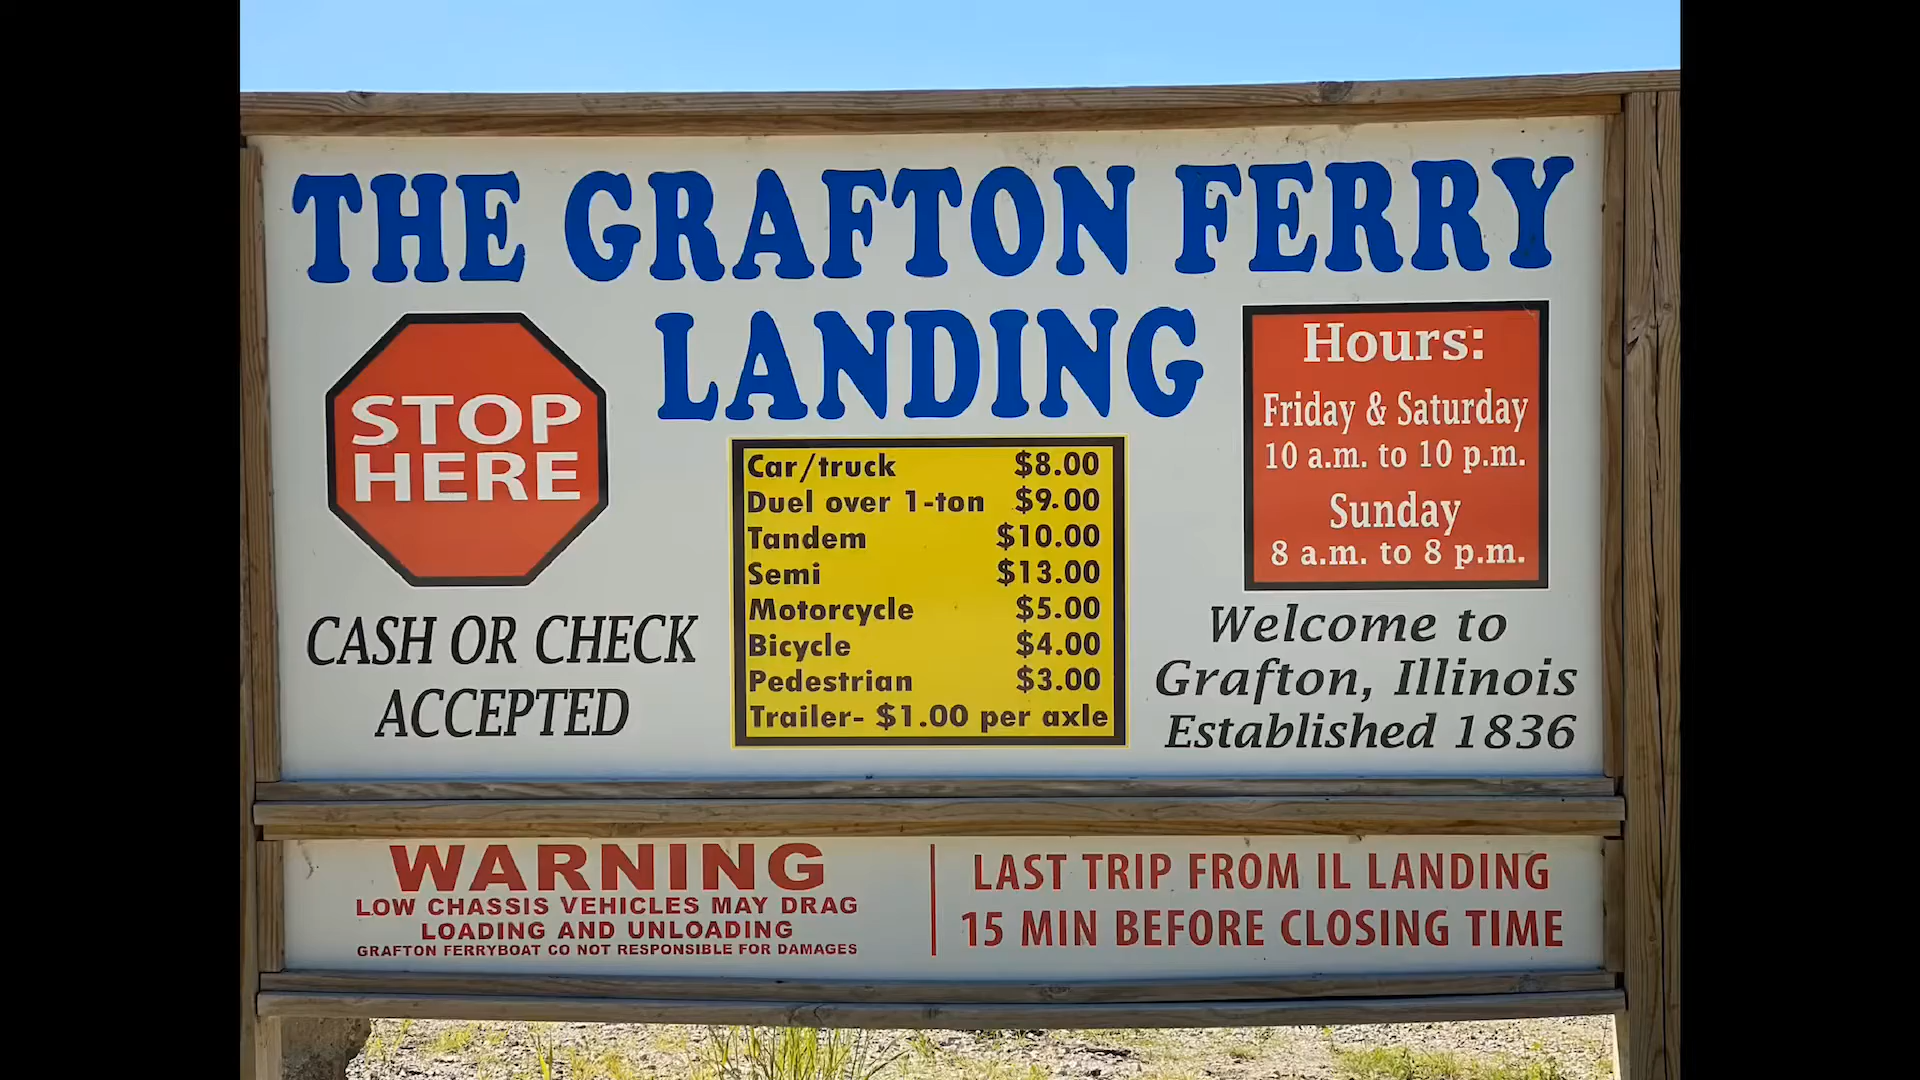 THE GRAFTON FERRY
LANDING
STOP
HERE
CASH OR CHECK
ACCEPTED
Car/truck $8.00
Duel over 1-ton $9.00
Tandem $10.00
Semi $13.00
Motorcycle $5.00
Bicycle $4.00
Pedestrian $3.00
Trailer- $1.00 per axle
Hours:
Friday & Saturday
10 a.m. to 10 p.m.
Sunday
8 a.m. to 8 p.m.
Welcome to
Grafton, Illinois
Established 1836
WARNING
LOW CHASSIS VEHICLES MAY DRAG
LOADING AND UNLOADING
GRAFTON FERRYBOAT CO NOT RESPONSIBLE FOR DAMAGES
LAST TRIP FROM IL LANDING
15 MIN BEFORE CLOSING TIME